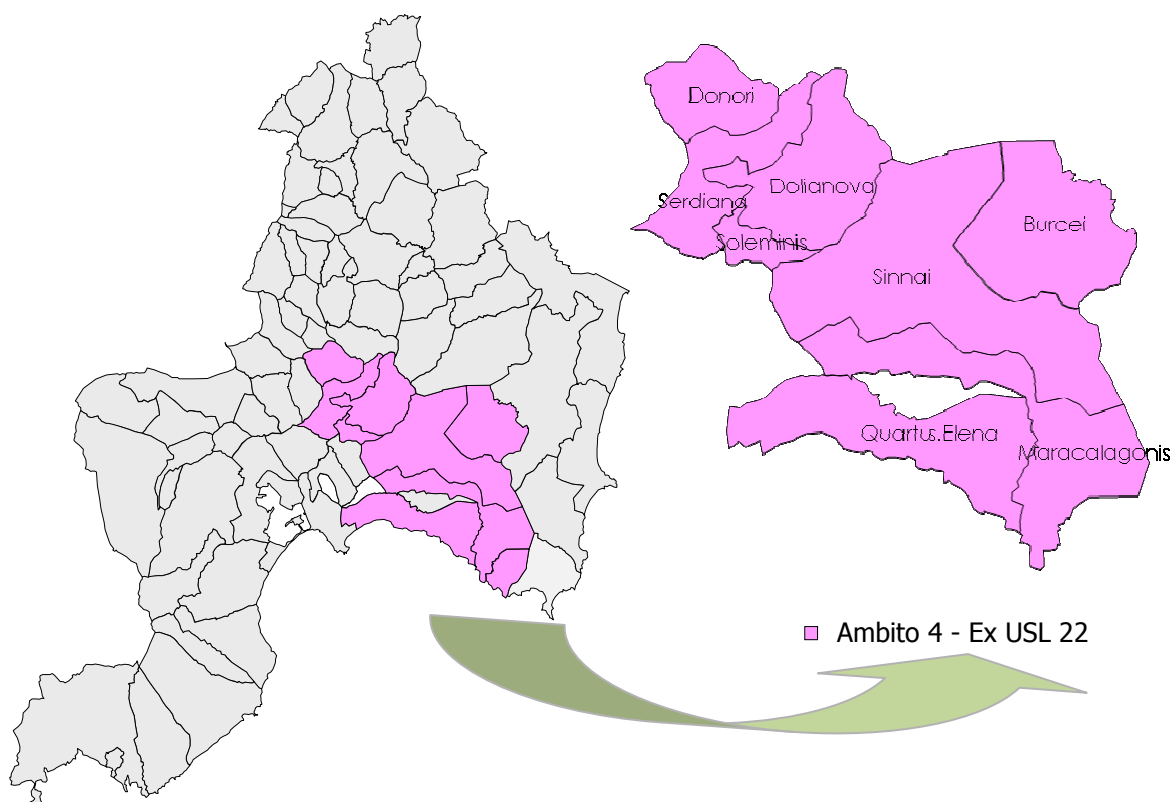 Donori
Dolianova
Serdiana
Burcei
Soleminis
Sinnai
Quartus.Elena
Maracalagonis
Ambito 4 - Ex USL 22